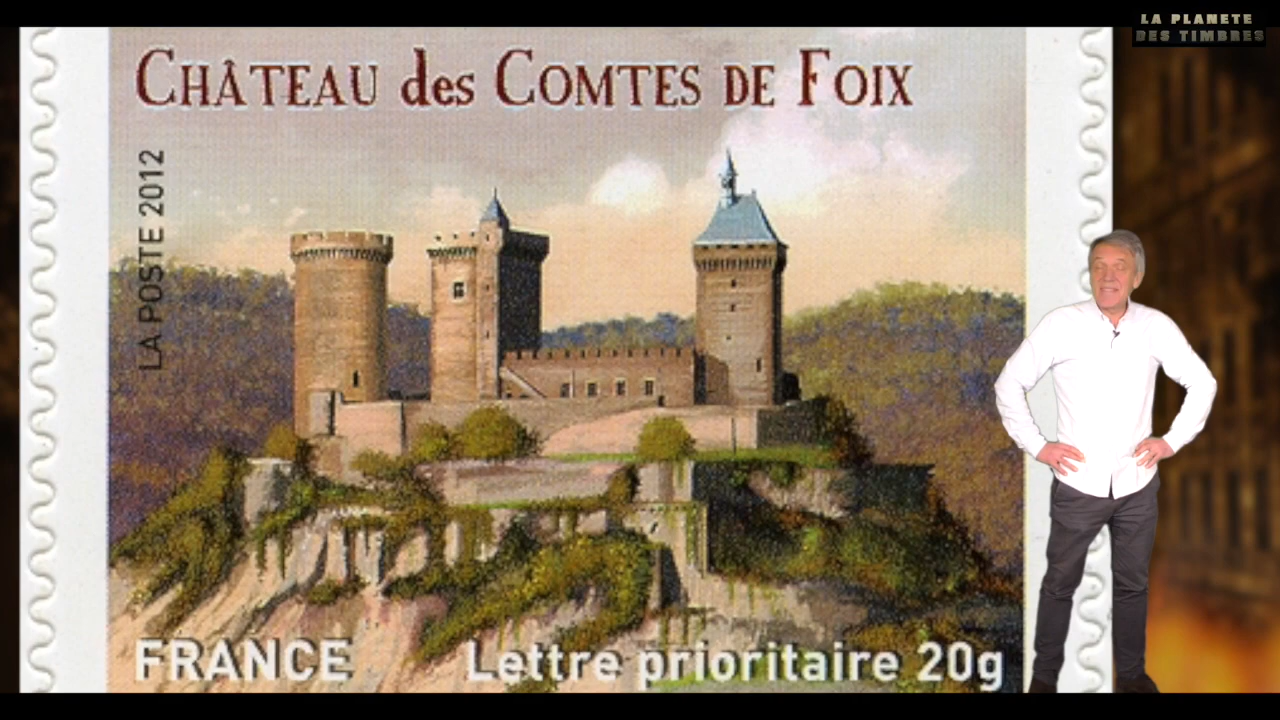 LA PLANETE
DES TIMBRES
CHÂTEAU des COMTES DE FOIX
LA POSTE 2012
FRANCE
Lettre prioritaire 20g